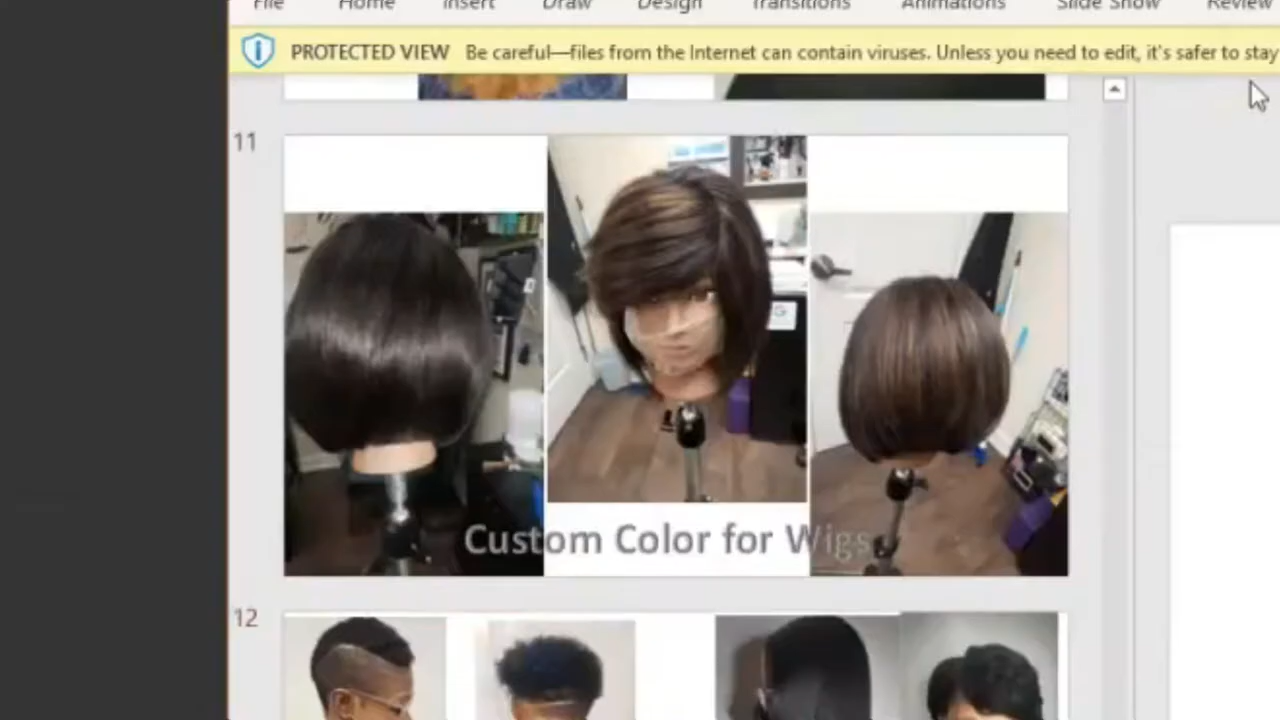 File Home Insert Draw Design Transitions Animations Slide Show Review
PROTECTED VIEW Be careful—files from the Internet can contain viruses. Unless you need to edit, it's safer to stay
11
Custom Color for Wigs
12